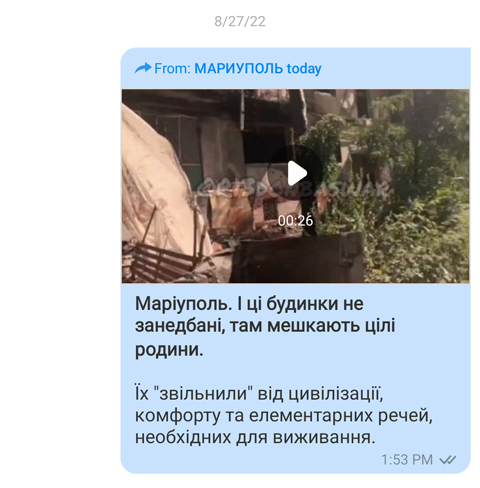 8/27/22
From: МАРИУПОЛЬ today
00:26
Маріуполь. І ці будинки не
занедбані, там мешкають цілі
родини.
Їх "звільнили" від цивілізації,
комфорту та елементарних речей,
необхідних для виживання.
1:53 PM